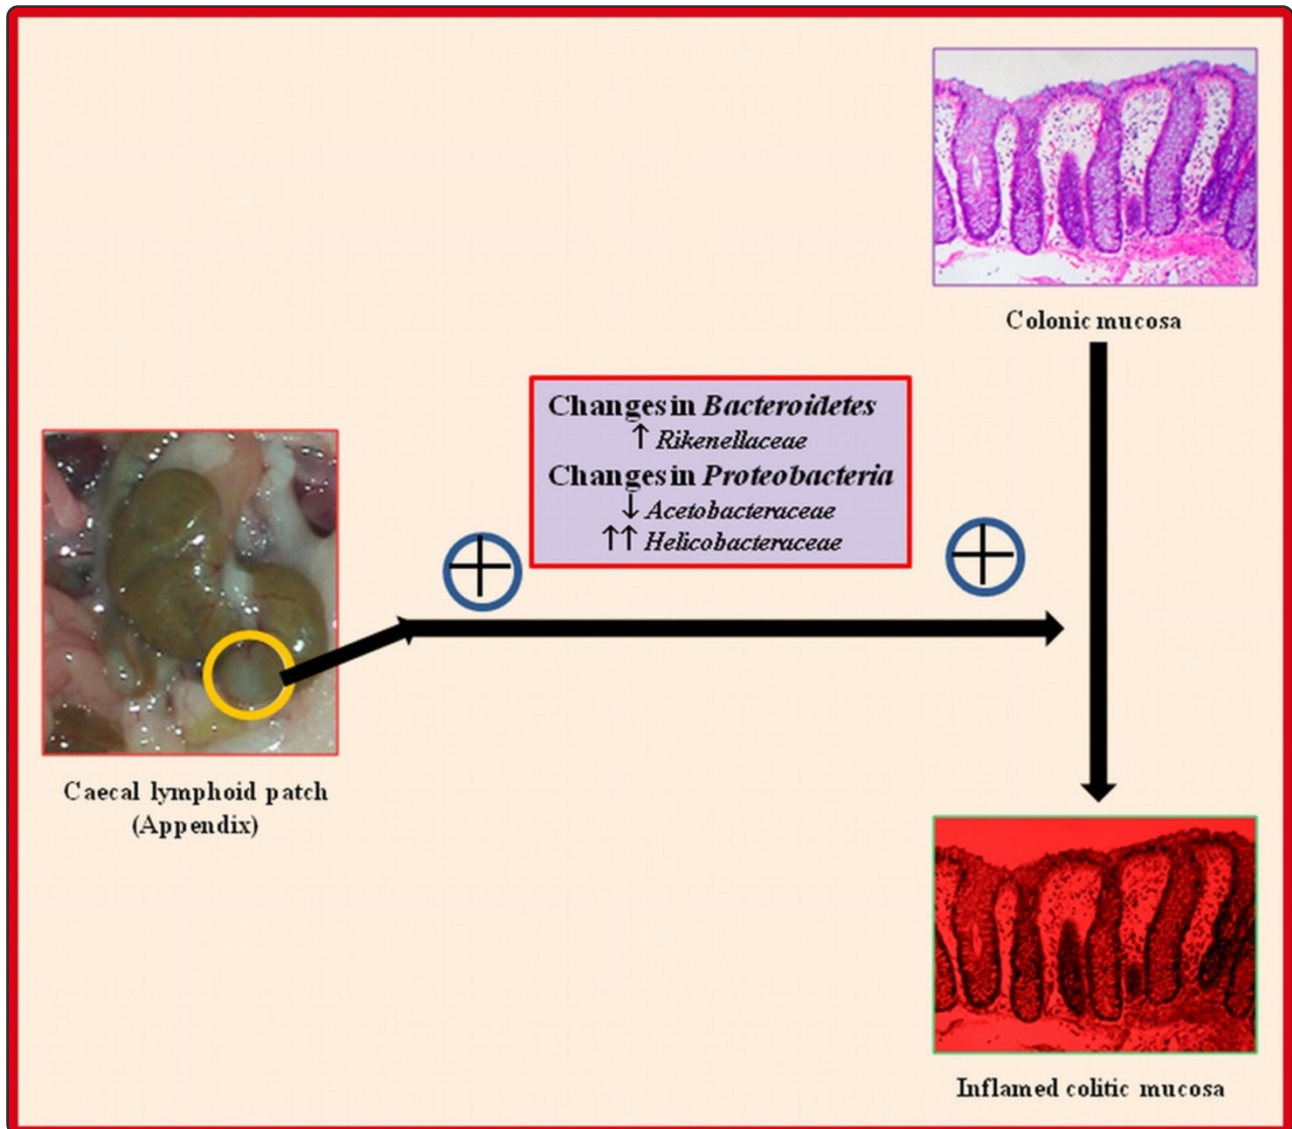 Colonic mucosa
Changes in Bacteroidetes
↑ Rikenellaceae
Changes in Proteobacteria
↓ Acetobacteraceae
↑↑ Helicobacteraceae
Caecal lymphoid patch
(Appendix)
Inflamed colitic mucosa